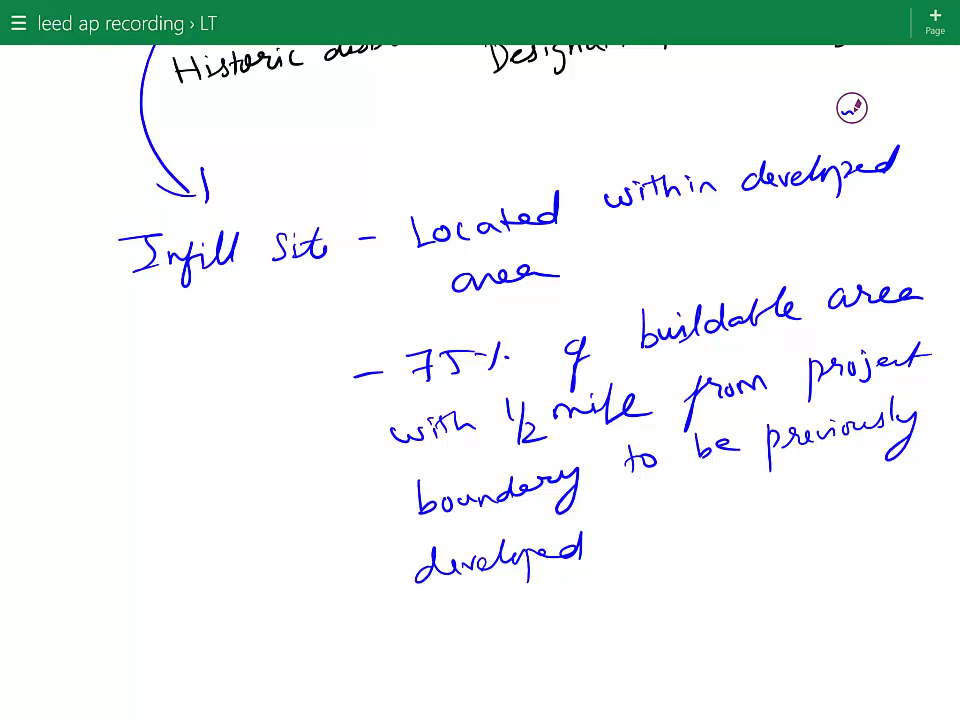 leed ap recording › LT
Page
Historic
Infill Site - Located within developed
area
- 75% of buildable area
with 1/2 mile from project
boundery to be previously
developed